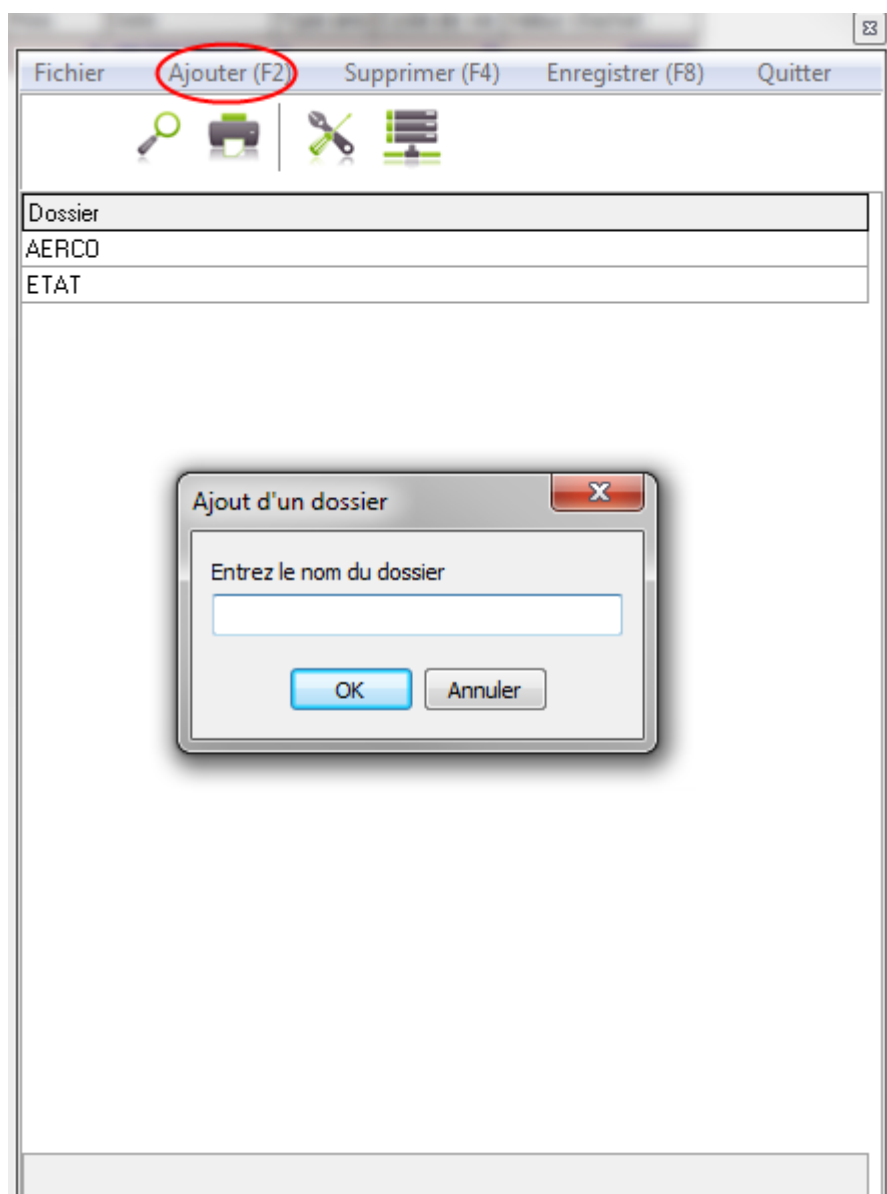 Fichier Ajouter (F2) Supprimer (F4) Enregistrer (F8) Quitter
Dossier
AERCO
ETAT
Ajout d'un dossier
Entrez le nom du dossier
OK Annuler